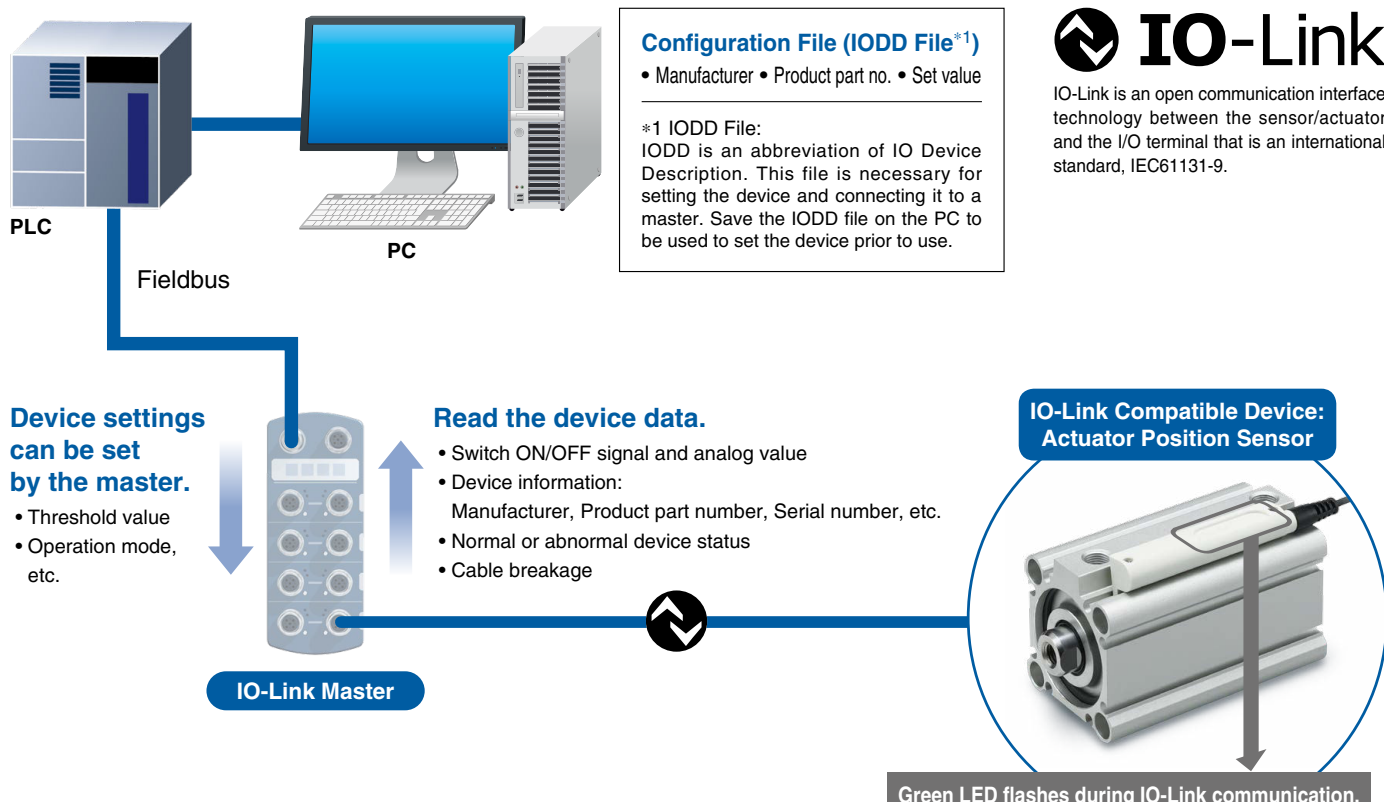 Configuration File (IODD File*1)
• Manufacturer • Product part no. • Set value
*1 IODD File:
IODD is an abbreviation of IO Device
Description. This file is necessary for
setting the device and connecting it to a
master. Save the IODD file on the PC to
be used to set the device prior to use.
IO-Link
IO-Link is an open communication interface
technology between the sensor/actuator
and the I/O terminal that is an international
standard, IEC61131-9.
PLC
PC
Fieldbus
Device settings
can be set
by the master.
• Threshold value
• Operation mode,
etc.
Read the device data.
• Switch ON/OFF signal and analog value
• Device information:
Manufacturer, Product part number, Serial number, etc.
• Normal or abnormal device status
• Cable breakage
IO-Link Master
IO-Link Compatible Device:
Actuator Position Sensor
Green LED flashes during IO-Link communication.